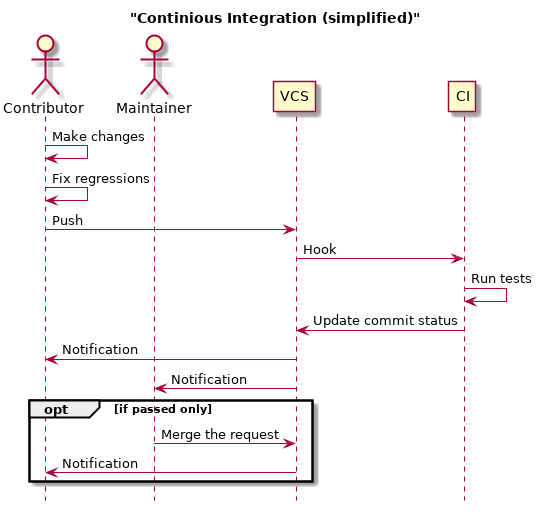 "Continious Integration (simplified)"
Contributor
Maintainer
VCS
CI
Make changes
Fix regressions
Push
Hook
Run tests
Update commit status
Notification
Notification
opt [if passed only]
Merge the request
Notification